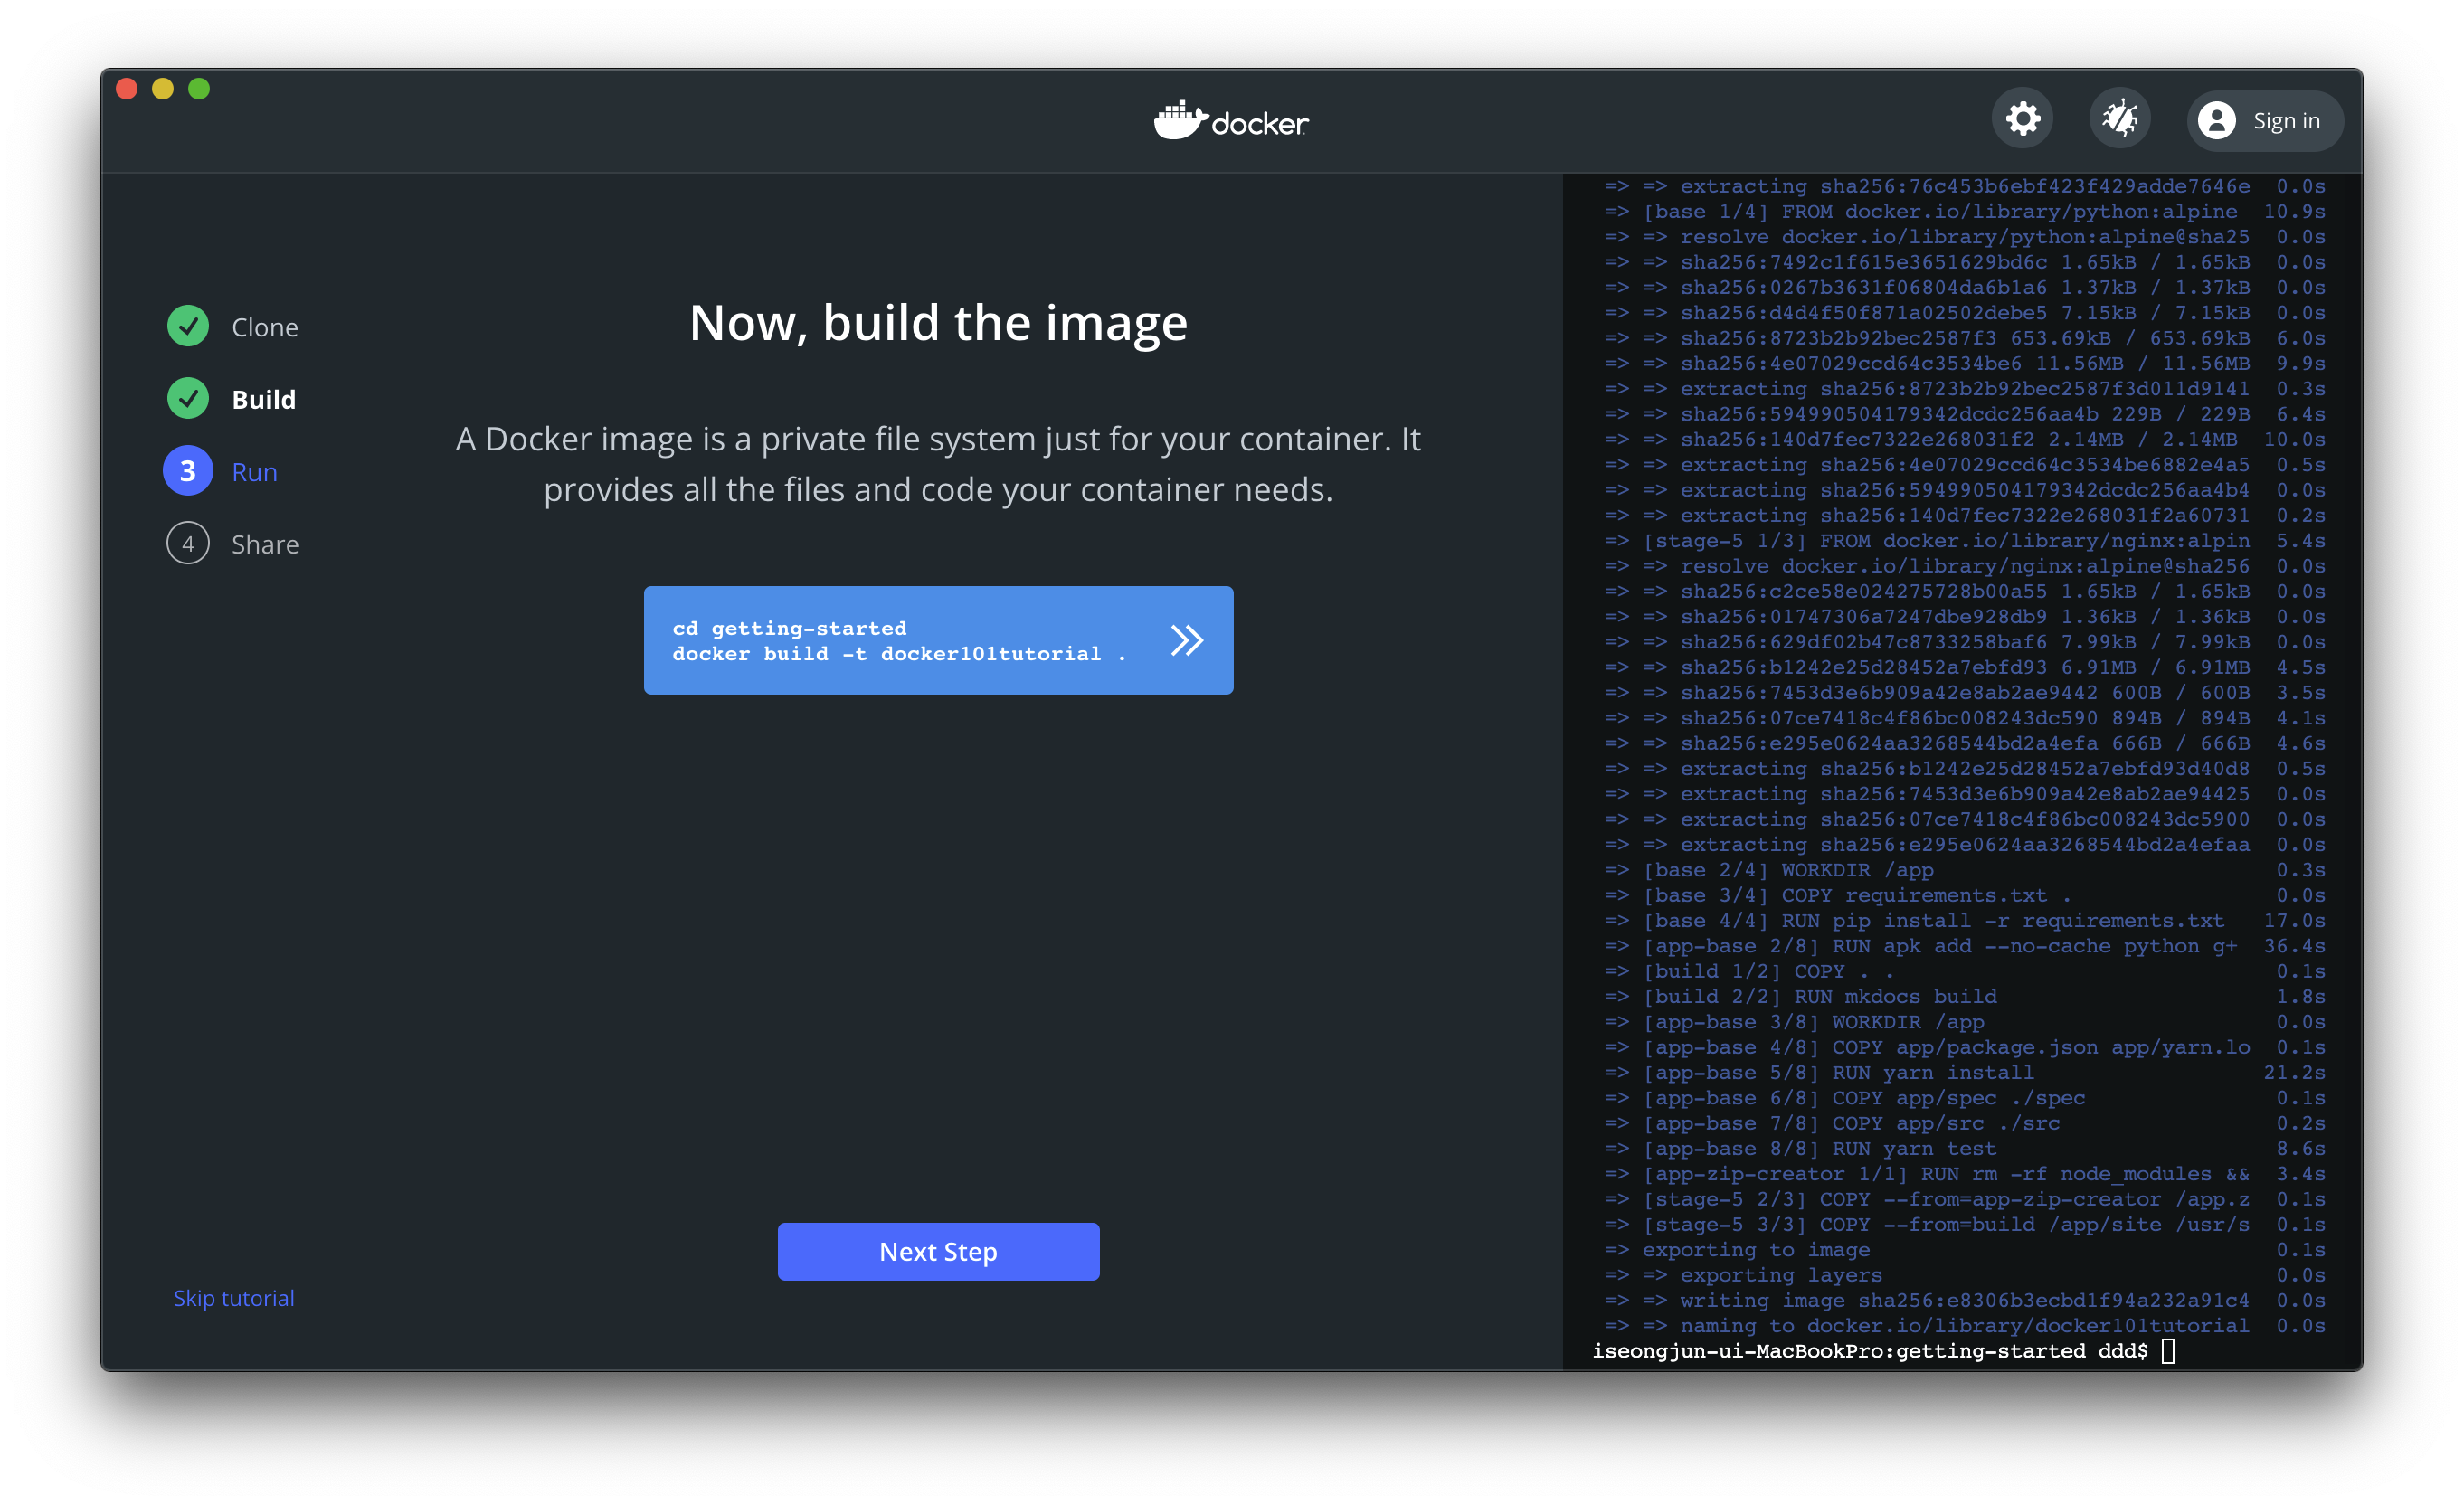 docker
Sign in
Clone
Build
3 Run
4 Share
Now, build the image
A Docker image is a private file system just for your container. It
provides all the files and code your container needs.
cd getting-started
docker build -t docker101tutorial .
Next Step
Skip tutorial
=> => extracting sha256:76c453b6ebf423f429adde7646e 0.0s
=> [base 1/4] FROM docker.io/library/python:alpine 10.9s
=> => resolve docker.io/library/python:alpine@sha25 0.0s
=> => sha256:7492c1f615e3651629bd6c 1.65kB / 1.65kB 0.0s
=> => sha256:0267b3631f06804da6b1a6 1.37kB / 1.37kB 0.0s
=> => sha256:d4d4f50f871a02502debe5 7.15kB / 7.15kB 0.0s
=> => sha256:8723b2b92bec2587f3 653.69kB / 653.69kB 6.0s
=> => sha256:4e07029ccd64c3534be6 11.56MB / 11.56MB 9.9s
=> => extracting sha256:8723b2b92bec2587f3d011d9141 0.3s
=> => sha256:594990504179342dcdc256aa4b 229B / 229B 6.4s
=> => sha256:140d7fec7322e268031f2 2.14MB / 2.14MB 10.0s
=> => extracting sha256:4e07029ccd64c3534be6882e4a5 0.5s
=> => extracting sha256:594990504179342dcdc256aa4b4 0.0s
=> => extracting sha256:140d7fec7322e268031f2a60731 0.2s
=> [stage-5 1/3] FROM docker.io/library/nginx:alpin 5.4s
=> => resolve docker.io/library/nginx:alpine@sha256 0.0s
=> => sha256:c2ce58e024275728b00a55 1.65kB / 1.65kB 0.0s
=> => sha256:01747306a7247dbe928db9 1.36kB / 1.36kB 0.0s
=> => sha256:629df02b47c8733258baf6 7.99kB / 7.99kB 0.0s
=> => sha256:b1242e25d28452a7ebfd93 6.91MB / 6.91MB 4.5s
=> => sha256:7453d3e6b909a42e8ab2ae9442 600B / 600B 3.5s
=> => sha256:07ce7418c4f86bc008243dc590 894B / 894B 4.1s
=> => sha256:e295e0624aa3268544bd2a4efa 666B / 666B 4.6s
=> => extracting sha256:b1242e25d28452a7ebfd93d40d8 0.5s
=> => extracting sha256:7453d3e6b909a42e8ab2ae94425 0.0s
=> => extracting sha256:07ce7418c4f86bc008243dc5900 0.0s
=> => extracting sha256:e295e0624aa3268544bd2a4efaa 0.0s
=> [base 2/4] WORKDIR /app 0.3s
=> [base 3/4] COPY requirements.txt . 0.0s
=> [base 4/4] RUN pip install -r requirements.txt 17.0s
=> [app-base 2/8] RUN apk add --no-cache python g+ 36.4s
=> [build 1/2] COPY . . 0.1s
=> [build 2/2] RUN mkdocs build 1.8s
=> [app-base 3/8] WORKDIR /app 0.0s
=> [app-base 4/8] COPY app/package.json app/yarn.lo 0.1s
=> [app-base 5/8] RUN yarn install 21.2s
=> [app-base 6/8] COPY app/spec ./spec 0.1s
=> [app-base 7/8] COPY app/src ./src 0.2s
=> [app-base 8/8] RUN yarn test 8.6s
=> [app-zip-creator 1/1] RUN rm -rf node_modules && 3.4s
=> [stage-5 2/3] COPY --from=app-zip-creator /app.z 0.1s
=> [stage-5 3/3] COPY --from=build /app/site /usr/s 0.1s
=> exporting to image 0.1s
=> => exporting layers 0.0s
=> => writing image sha256:e8306b3ecbd1f94a232a91c4 0.0s
=> => naming to docker.io/library/docker101tutorial 0.0s
iseongjun-ui-MacBookPro:getting-started ddd$